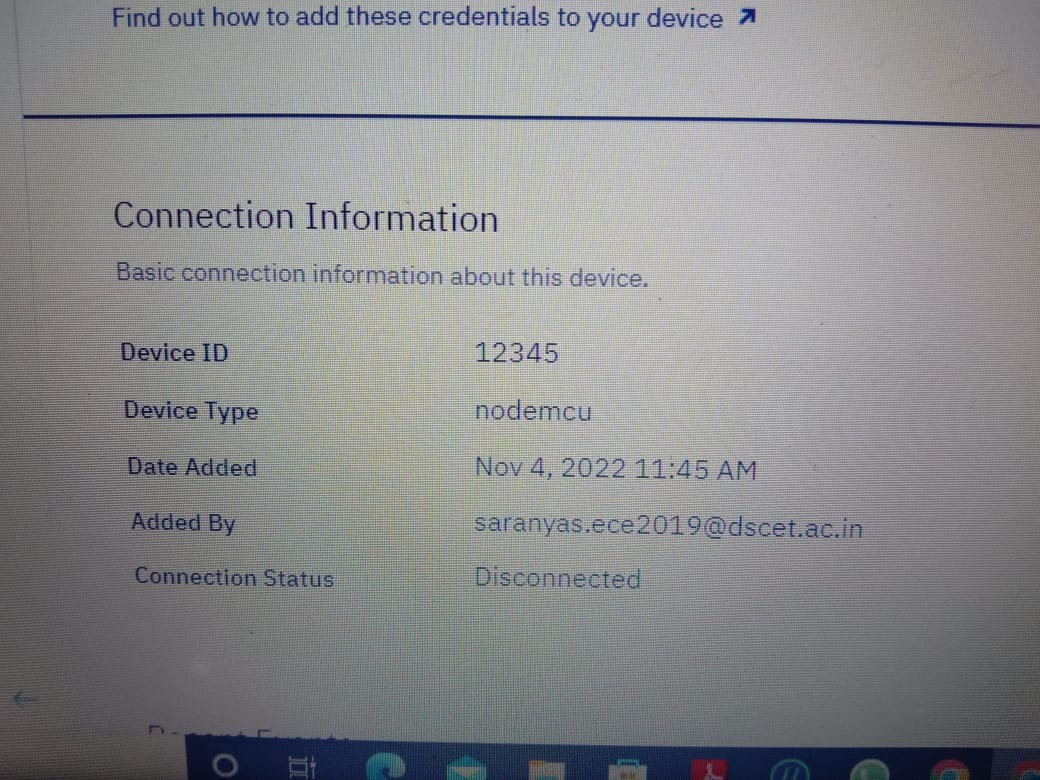 Find out how to add these credentials to your device
Connection Information
Basic connection information about this device.
Device ID 12345
Device Type nodemcu
Date Added Nov 4, 2022 11:45 AM
Added By saranyas.ece2019@dscet.ac.in
Connection Status Disconnected